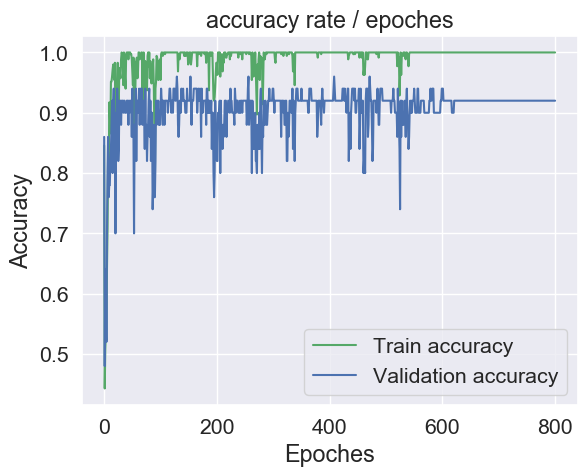 accuracy rate / epoches
1.0
0.9
0.8
0.7
0.6
0.5
Accuracy
0
200
400
600
800
Epoches
Train accuracy
Validation accuracy